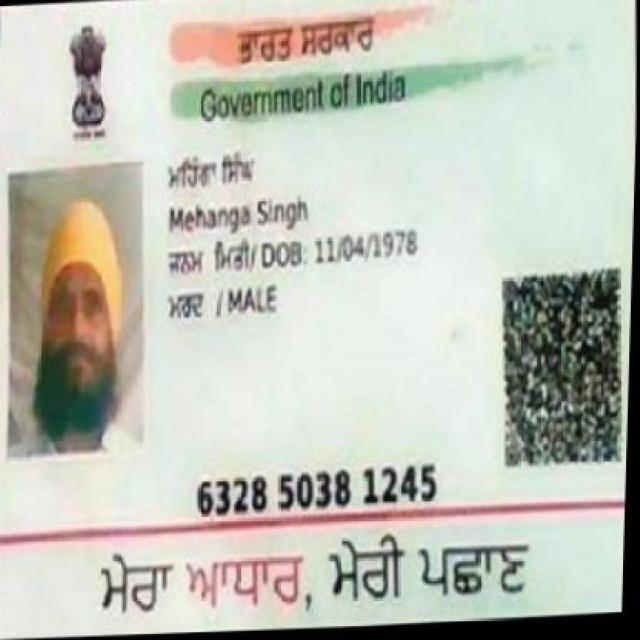 ਭਾਰਤ ਸਰਕਾਰ
Government of India
ਮਹਿੰਗਾ ਸਿੰਘ
Mehanga Singh
ਜਨਮ ਮਿਤੀ/ DOB: 11/04/1978
ਮਰਦ / MALE
6328 5038 1245
ਮੇਰਾ ਆਧਾਰ, ਮੇਰੀ ਪਛਾਣ